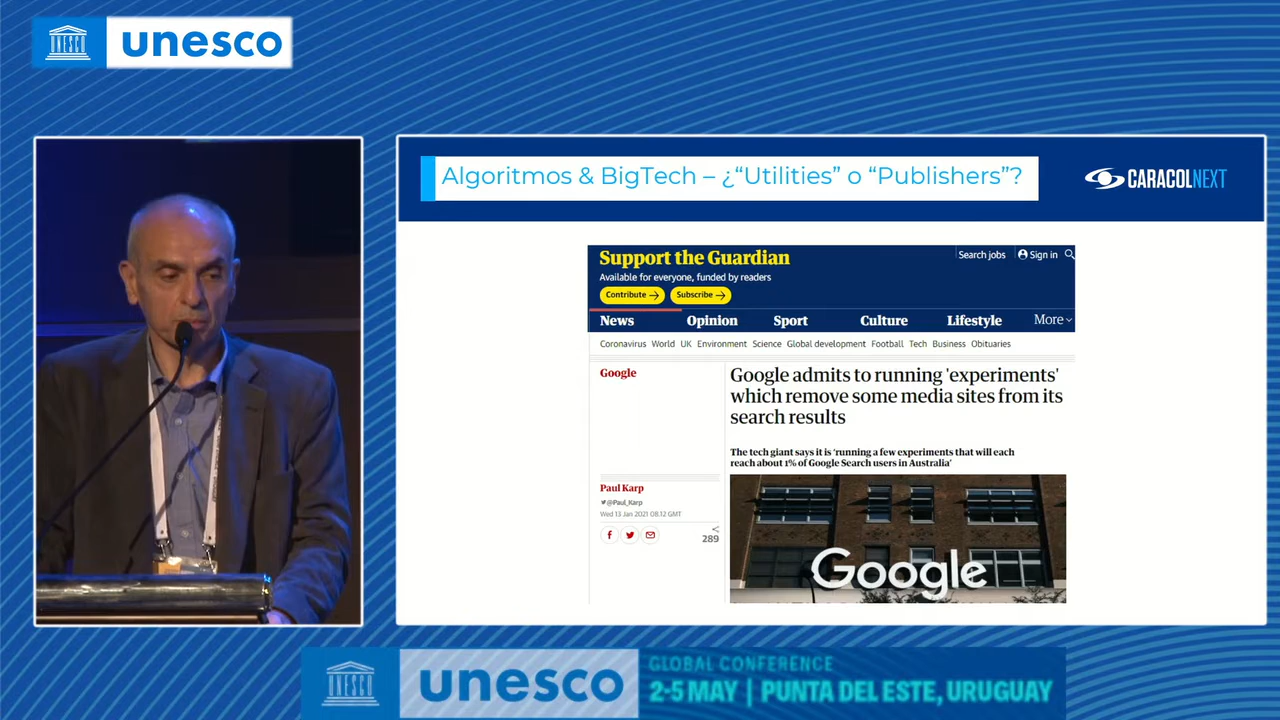 UNESCO
unesco
Algoritmos & BigTech – ¿“Utilities” o “Publishers”?
CARACOLNEXT
Support the Guardian
Available for everyone, funded by readers
Contribute →
Subscribe →
Search jobs
Sign in
News
Opinion
Sport
Culture
Lifestyle
More
Coronavirus World UK Environment Science Global development Football Tech Business Obituaries
Google
Google admits to running 'experiments'
which remove some media sites from its
search results
The tech giant says it is 'running a few experiments that will each
reach about 1% of Google Search users in Australia'
Paul Karp
@Paul_Karp
Wed 13 Jan 2021 08.12 GMT
289
Google
UNESCO
unesco
GLOBAL CONFERENCE
2-5 MAY | PUNTA DEL ESTE, URUGUAY